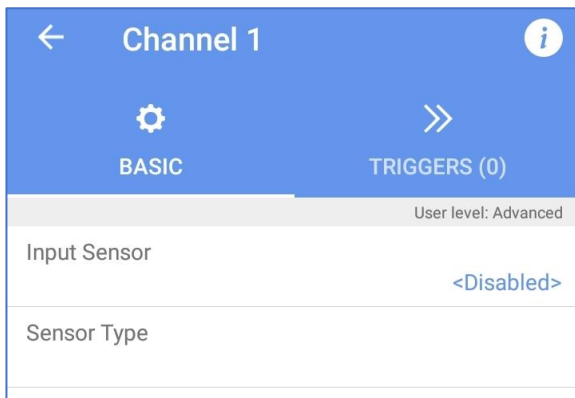 Channel 1
BASIC
TRIGGERS (0)
User level: Advanced
Input Sensor
<Disabled>
Sensor Type